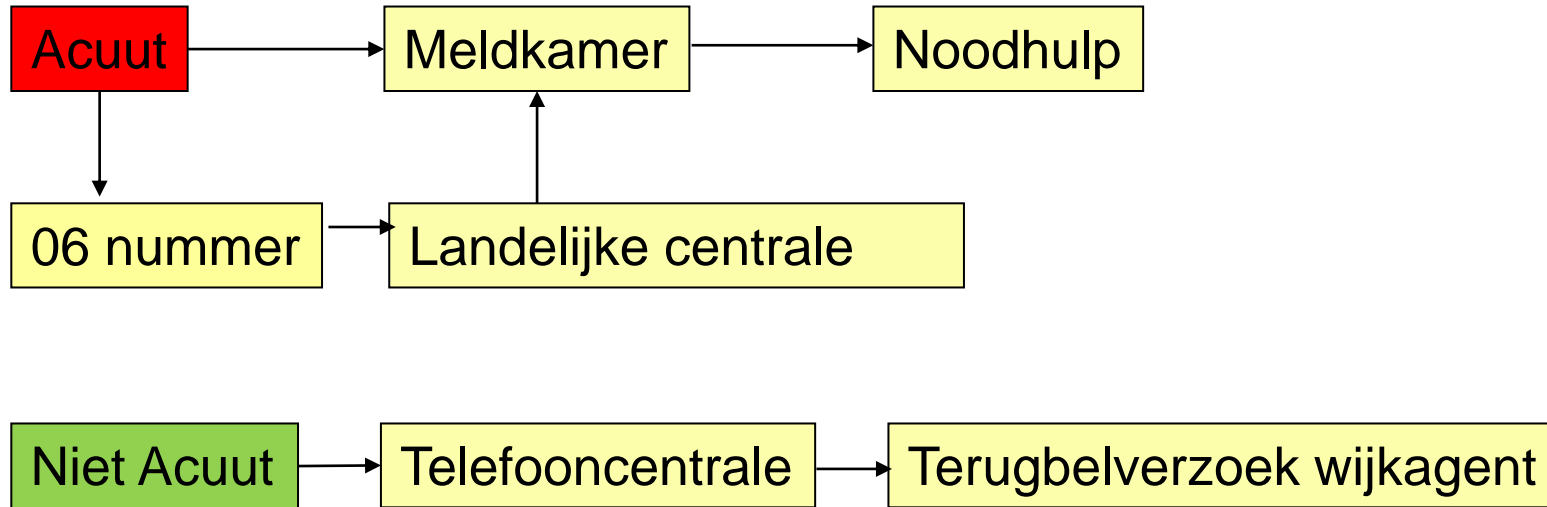 Acuut
Meldkamer
Noodhulp
06 nummer
Landelijke centrale
Niet Acuut
Telefooncentrale
Terugbelverzoek wijkagent